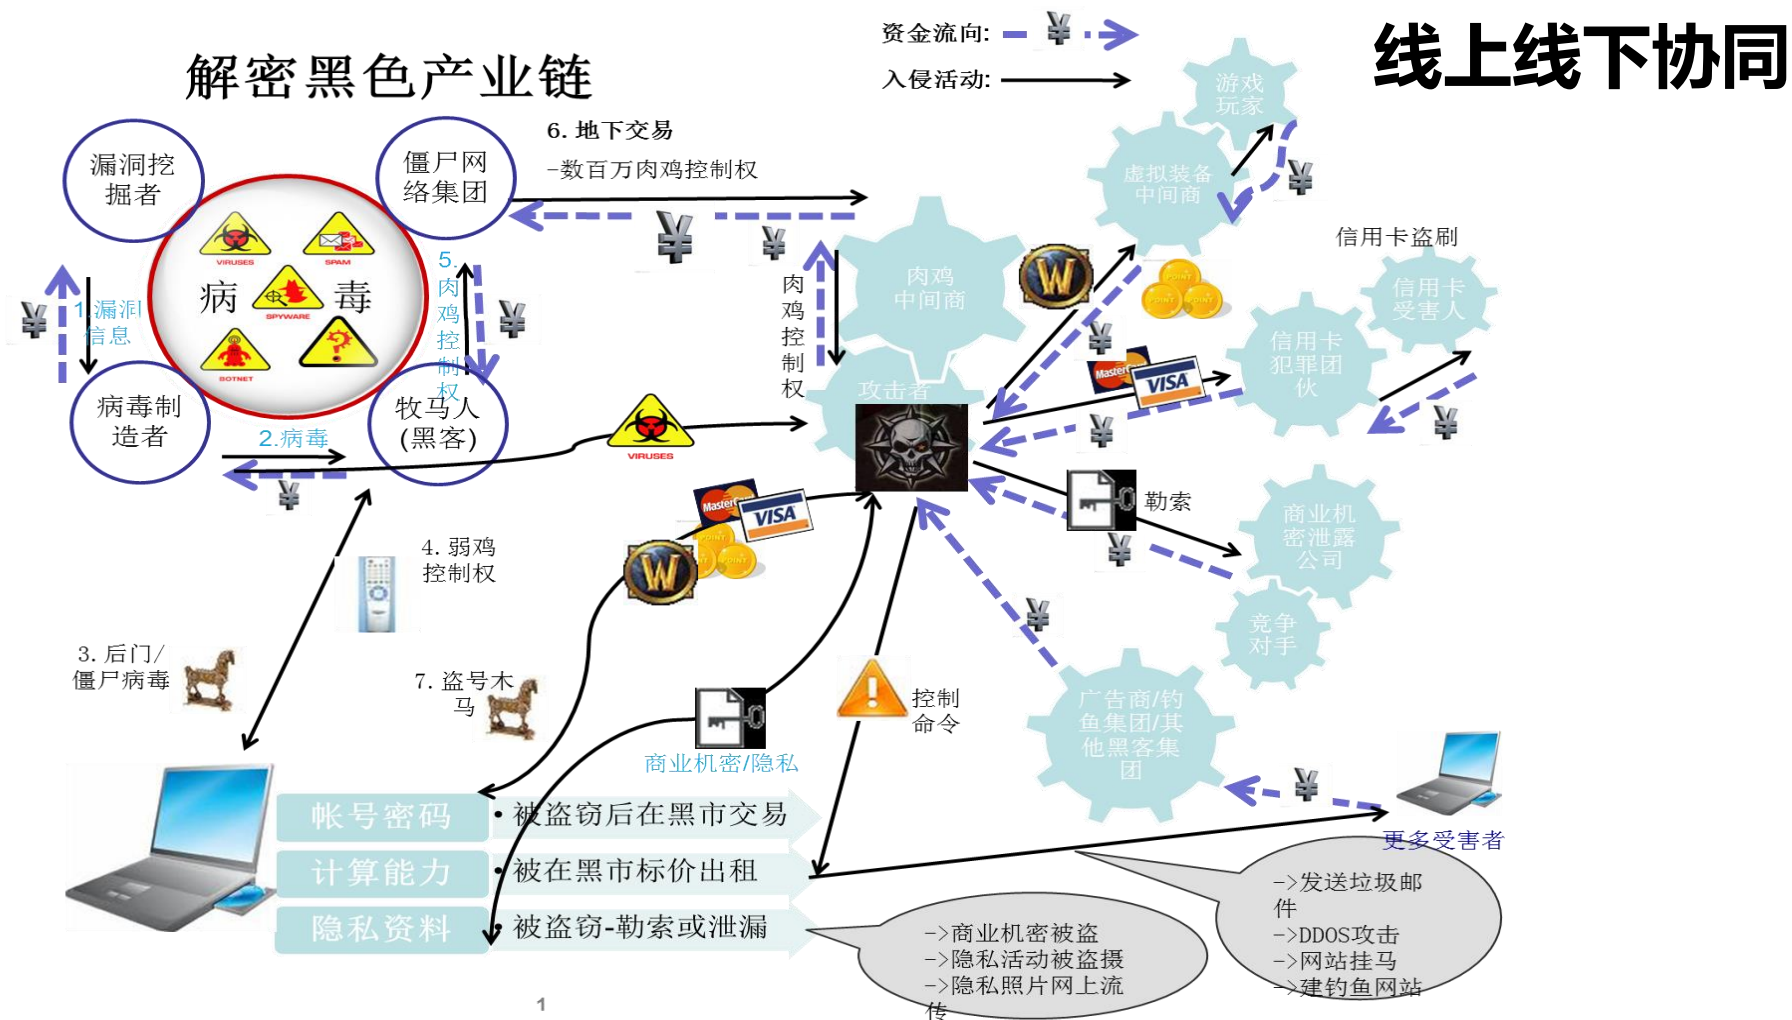 线上线下协同
解密黑色产业链
资金流向:
入侵活动:
游戏
玩家
6.地下交易
-数百万肉鸡控制权
漏洞挖
掘者
僵尸网
络集团
虚拟装备
中间商
VIRUSES
SPAM
病
毒
SPYWARE
BOTNET
1.漏洞
信息
5.
肉
鸡
控
制
权
肉
鸡
控
制
权
肉鸡
中间商
信用卡盗刷
信用卡
受害人
信用卡
犯罪团
伙
W
POINT
POINT
POINT
MasterCard
VISA
攻击者
病毒制
造者
牧马人
(黑客)
2.病毒
VIRUSES
MasterCard
VISA
POINT
POINT
W
勒索
商业机
密泄露
公司
竞争
对手
4.弱鸡
控制权
3.后门/
僵尸病毒
7.盗号木
马
商业机密/隐私
控制
命令
广告商/钓
鱼集团/其
他黑客集
团
更多受害者
帐号密码
• 被盗窃后在黑市交易
计算能力
• 被在黑市标价出租
隐私资料
• 被盗窃-勒索或泄漏
->商业机密被盗
->隐私活动被盗摄
->隐私照片网上流
传
->发送垃圾邮
件
->DDOS攻击
->网站挂马
->建钓鱼网站
1